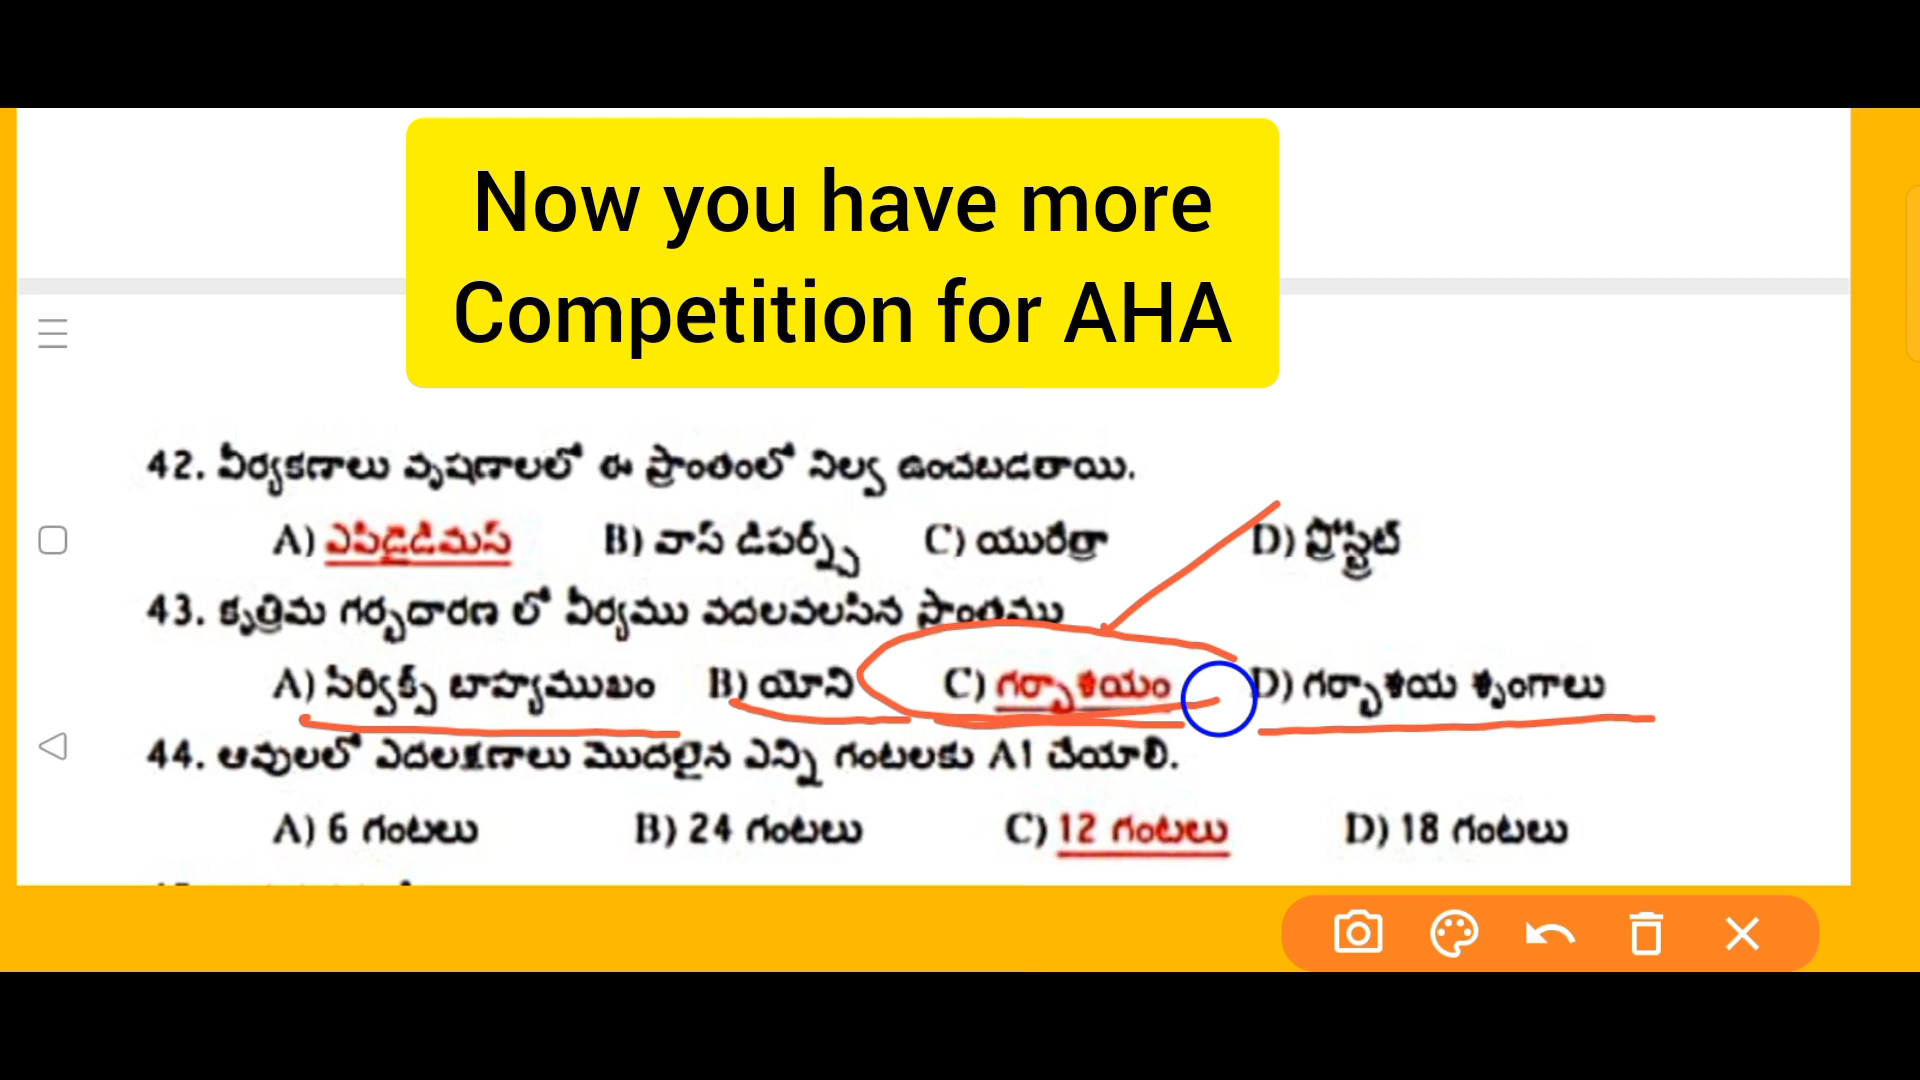 Now you have more
Competition for AHA
42. వీర్యకణాలు వృషణాలలో ఈ ప్రాంతంలో నిల్వ ఉంచబడతాయి.
A) ఎపిడైడిమస్ B) వాస్ డిఫర్న్స్ C) యురేత్రా D) ప్రోస్ట్రేట్
43. కృత్రిమ గర్భదారణ లో వీర్యము వదలవలసిన ప్రాంతము
A) సిర్విక్స్ బాహ్యముఖం B) యోని C) గర్భాశయం D) గర్భాశయ శృంగాలు
44. ఆవులలో ఎదలక్షణాలు మొదలైన ఎన్ని గంటలకు A1 చేయాలి.
A) 6 గంటలు B) 24 గంటలు C) 12 గంటలు D) 18 గంటలు